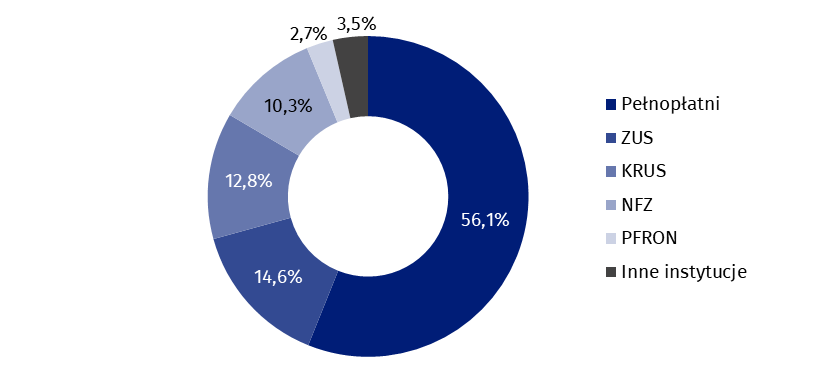 3,5%
2,7%
10,3%
12,8%
14,6%
56,1%
Pełnopłatni
ZUS
KRUS
NFZ
PFRON
Inne instytucje